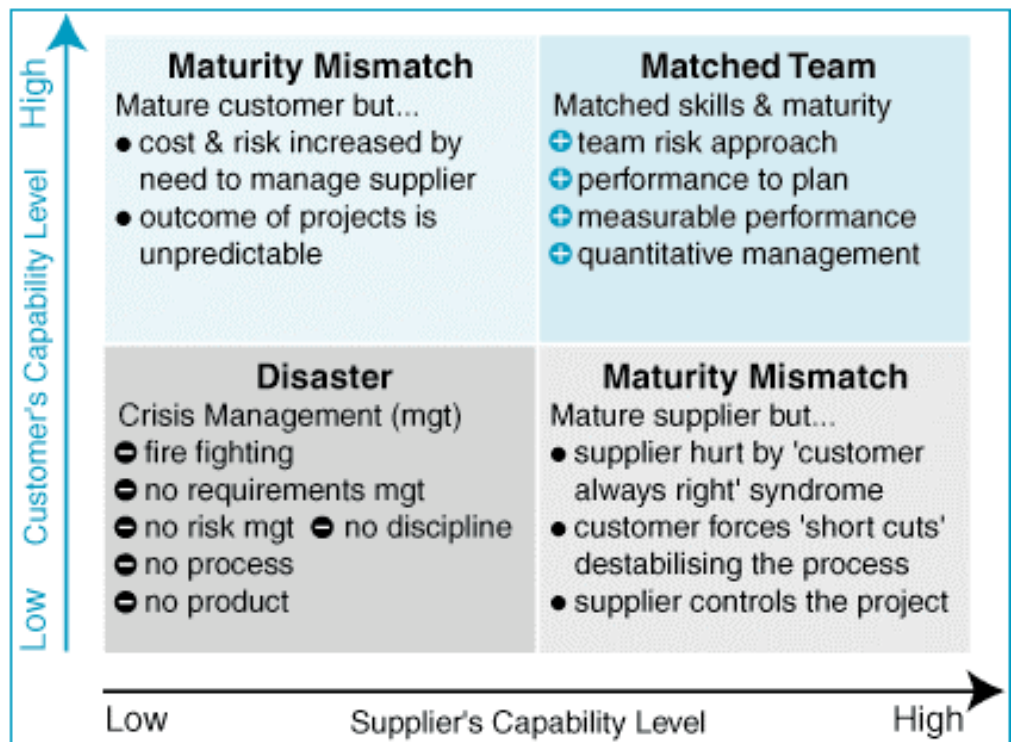 High
Customer's Capability Level
Low
Maturity Mismatch
Mature customer but...
cost & risk increased by
need to manage supplier
outcome of projects is
unpredictable
Matched Team
Matched skills & maturity
team risk approach
performance to plan
measurable performance
quantitative management
Disaster
Crisis Management (mgt)
fire fighting
no requirements mgt
no risk mgt no discipline
no process
no product
Maturity Mismatch
Mature supplier but...
supplier hurt by 'customer
always right' syndrome
customer forces 'short cuts'
destabilising the process
supplier controls the project
Low
Supplier's Capability Level
High